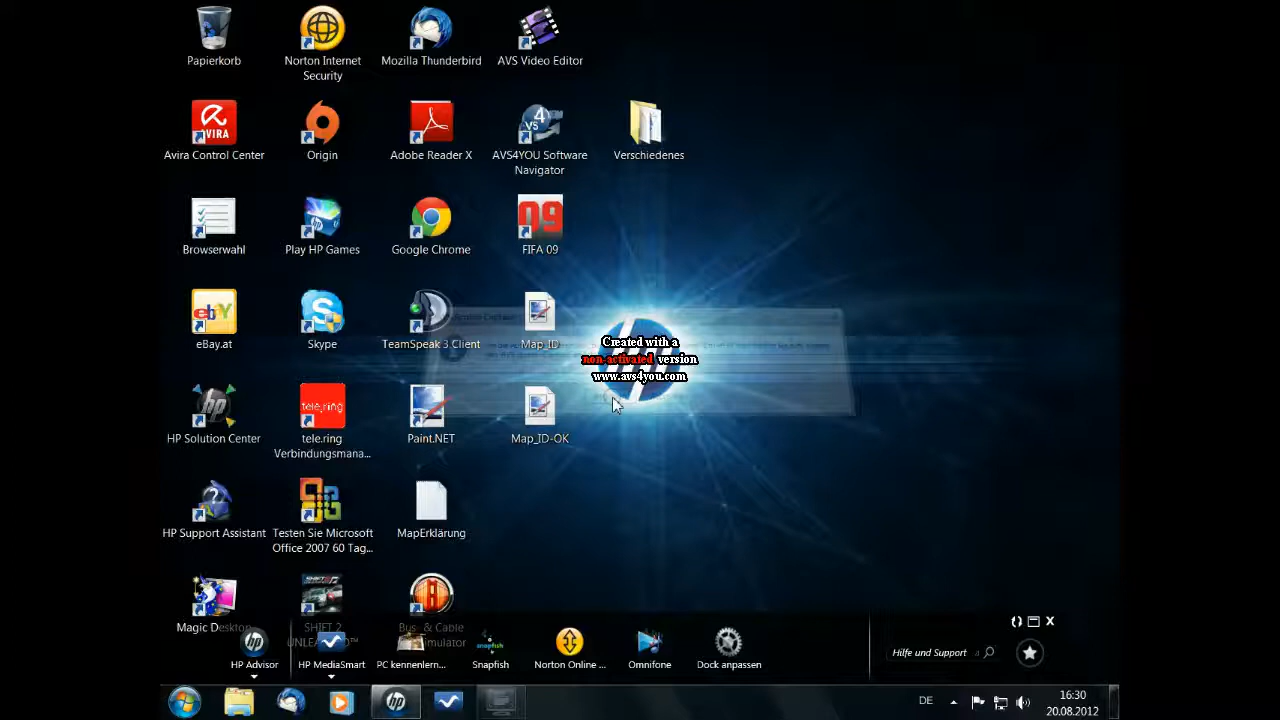 Papierkorb
Norton Internet
Security
Mozilla Thunderbird
AVS Video Editor
Avira Control Center
Origin
Adobe Reader X
AVS4YOU Software
Navigator
Verschiedenes
Browserwahl
Play HP Games
Google Chrome
FIFA 09
eBay.at
Skype
TeamSpeak 3 Client
Map_ID
Created with a
non-activated version
www.avs4you.com
HP Solution Center
tele.ring
Verbindungsmana...
Paint.NET
Map_ID-OK
HP Support Assistant
Testen Sie Microsoft
Office 2007 60 Tag...
MapErklärung
Magic Desktop
SHIFT 2
UNLEASHED™
Bus- & Cable
Simulator
HP Advisor
HP MediaSmart
PC kennenlern...
Snapfish
Norton Online ...
Omnifone
Dock anpassen
Hilfe und Support
DE
16:30
20.08.2012